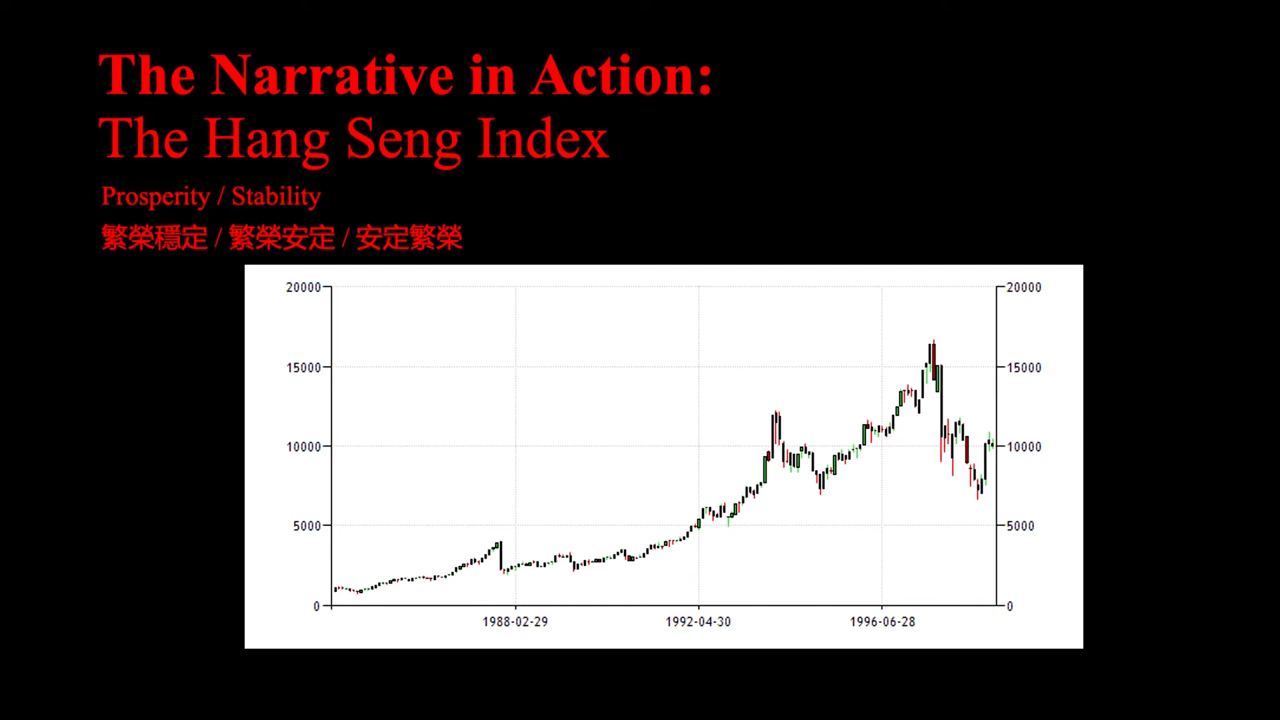 The Narrative in Action:
The Hang Seng Index
Prosperity / Stability
繁榮穩定 / 繁榮安定 / 安定繁榮
20000 20000
15000 15000
10000 10000
5000 5000
0 0
1988-02-29 1992-04-30 1996-06-28